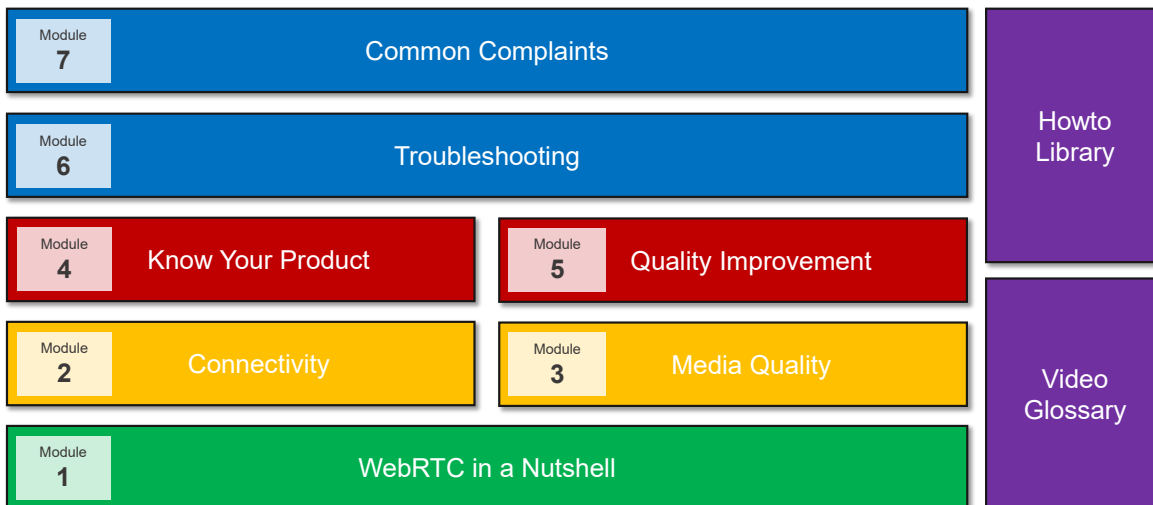 Module
7
Common Complaints
Module
6
Troubleshooting
Module
4
Know Your Product
Module
5
Quality Improvement
Module
2
Connectivity
Module
3
Media Quality
Module
1
WebRTC in a Nutshell
Howto
Library
Video
Glossary